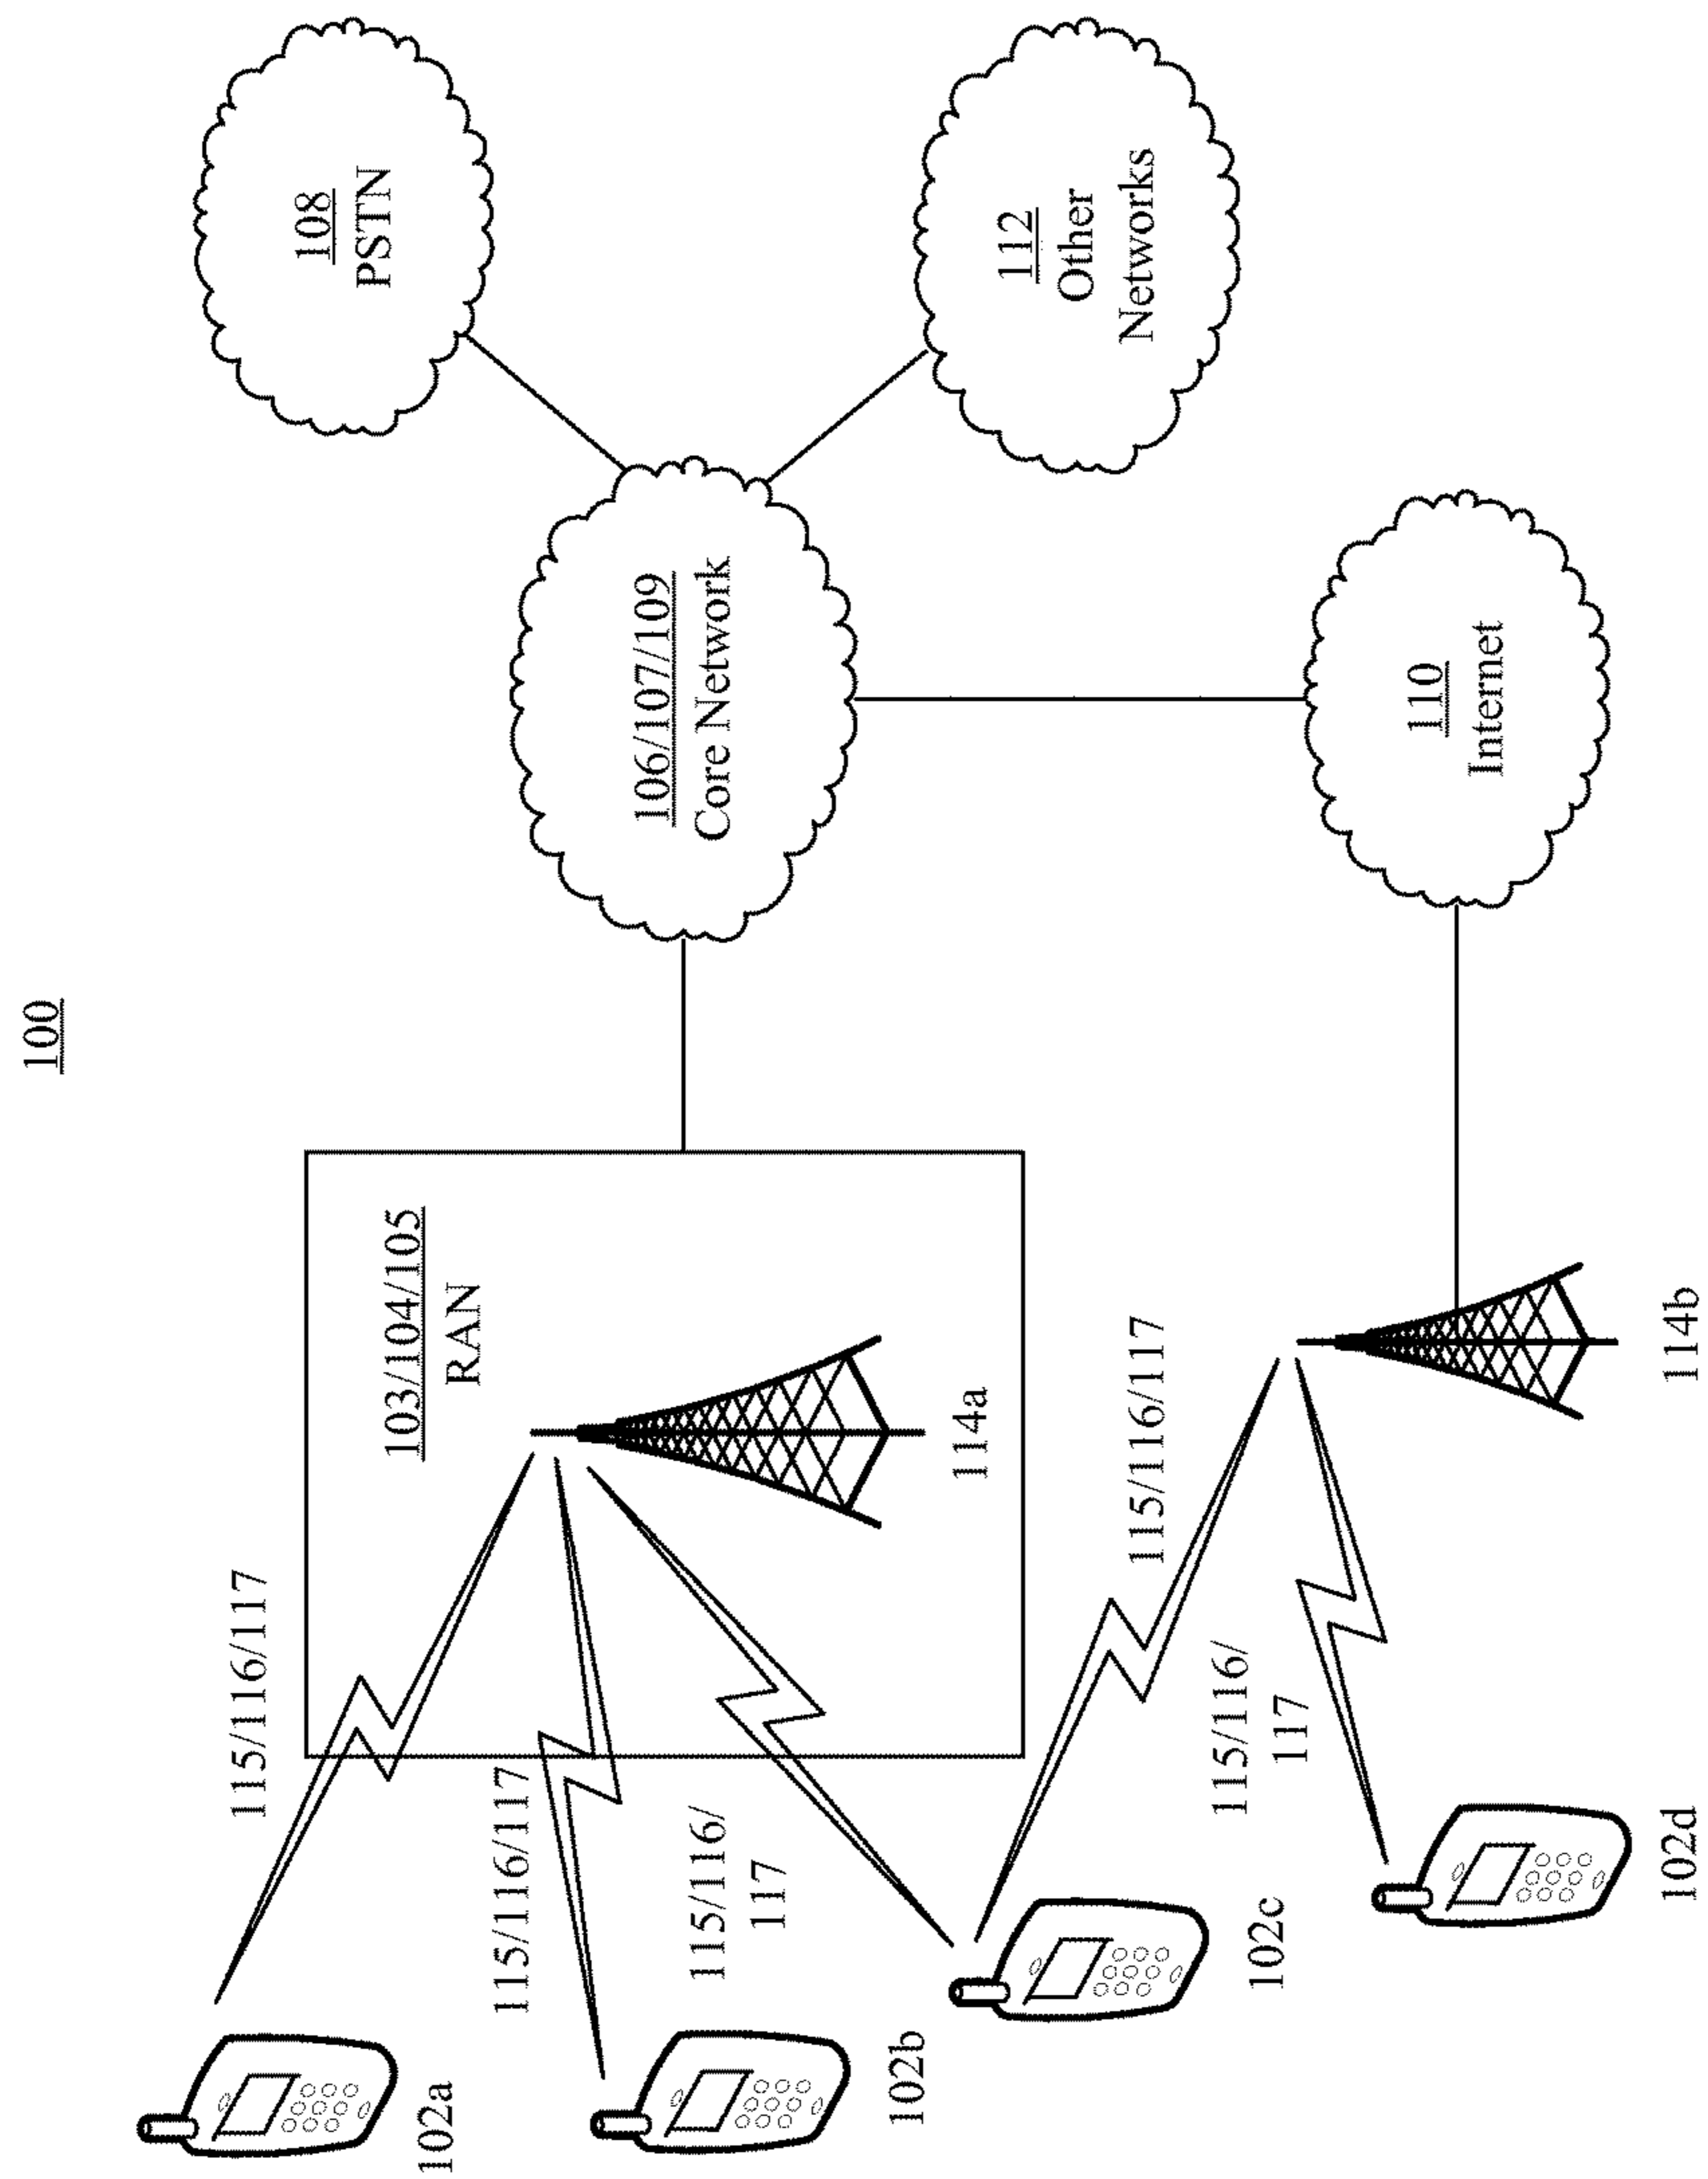 100
108
PSTN
106/107/109
Core Network
112
Other
Networks
103/104/105
RAN
114a
110
Internet
115/116/117
115/116/117
115/116/
117
115/116/117
115/116/
117
114b
102a
102b
102c
102d